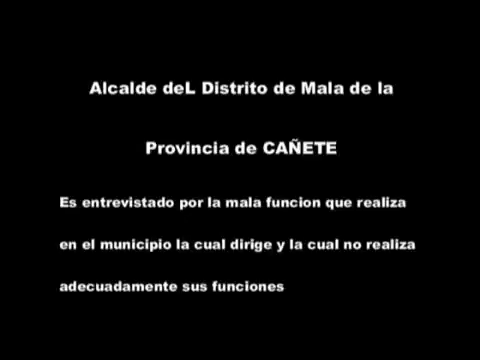 Alcalde deL Distrito de Mala de la
Provincia de CAÑETE
Es entrevistado por la mala funcion que realiza
en el municipio la cual dirige y la cual no realiza
adecuadamente sus funciones